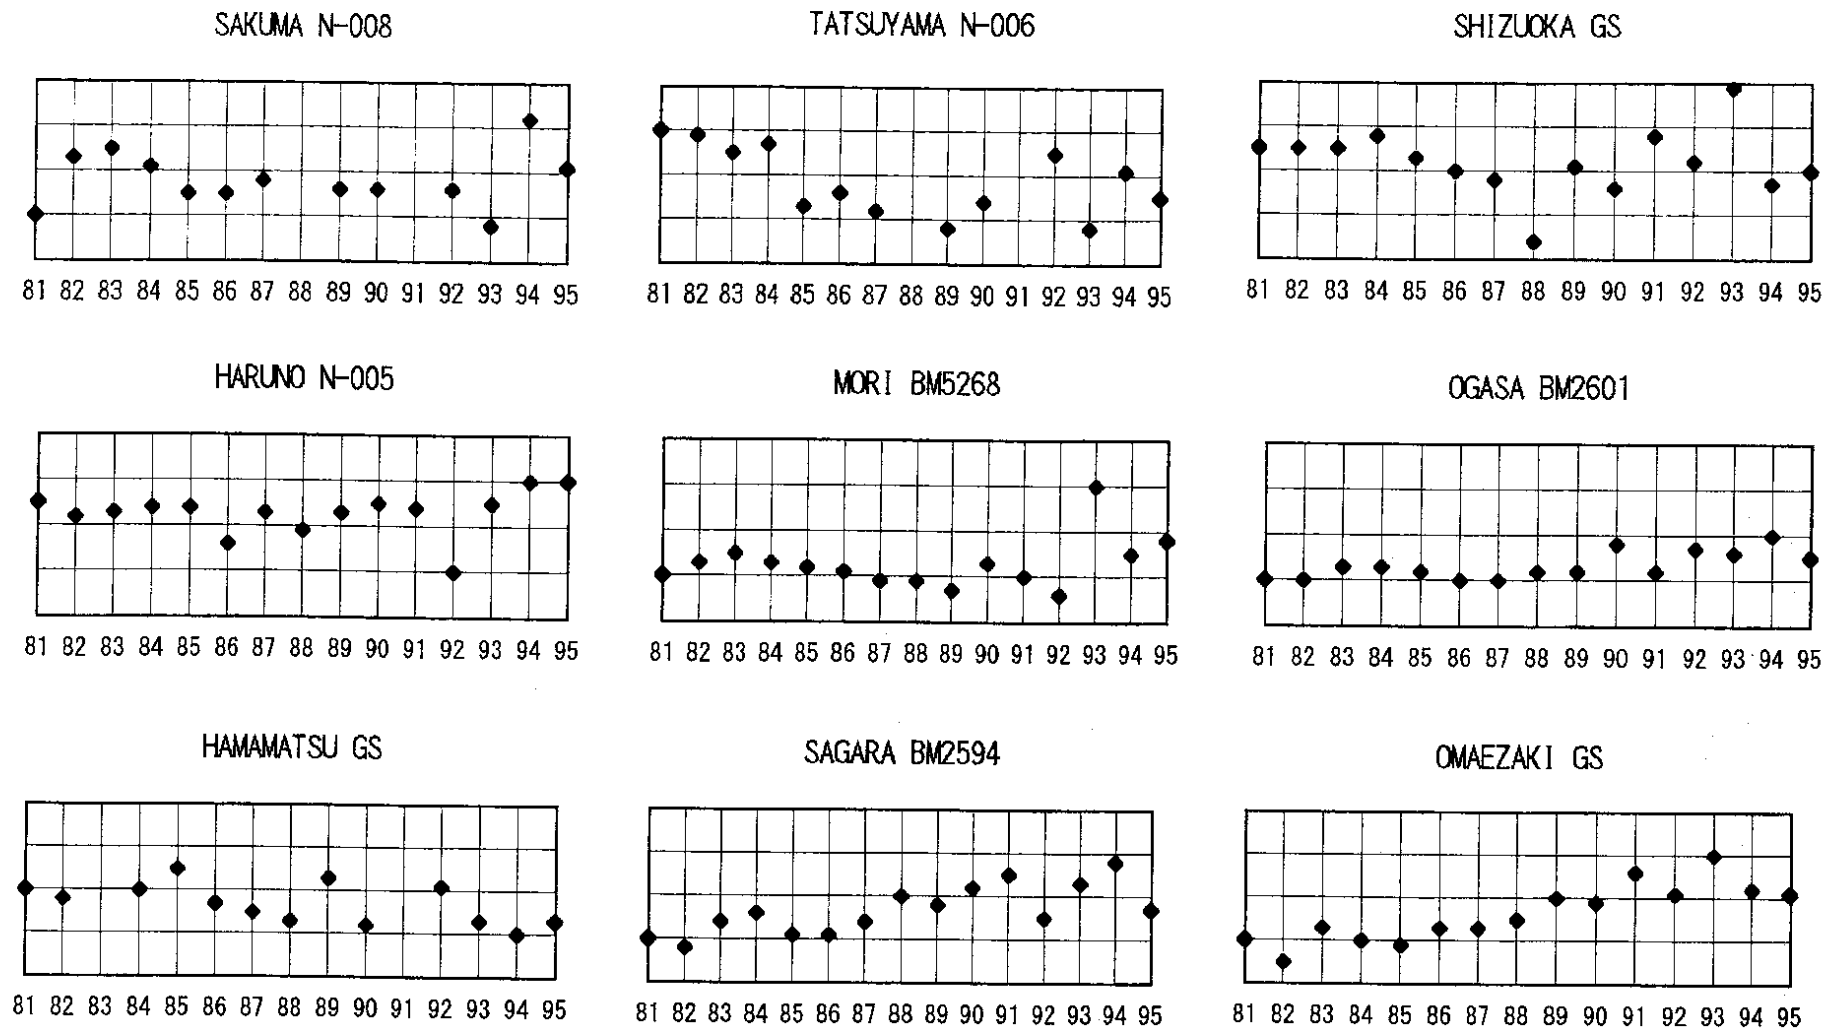 SAKUMA N-008
81 82 83 84 85 86 87 88 89 90 91 92 93 94 95
TATSUYAMA N-006
81 82 83 84 85 86 87 88 89 90 91 92 93 94 95
SHIZUOKA GS
81 82 83 84 85 86 87 88 89 90 91 92 93 94 95
HARUNO N-005
81 82 83 84 85 86 87 88 89 90 91 92 93 94 95
MORI BM5268
81 82 83 84 85 86 87 88 89 90 91 92 93 94 95
OGASA BM2601
81 82 83 84 85 86 87 88 89 90 91 92 93 94 95
HAMAMATSU GS
81 82 83 84 85 86 87 88 89 90 91 92 93 94 95
SAGARA BM2594
81 82 83 84 85 86 87 88 89 90 91 92 93 94 95
OMAEZAKI GS
81 82 83 84 85 86 87 88 89 90 91 92 93 94 95